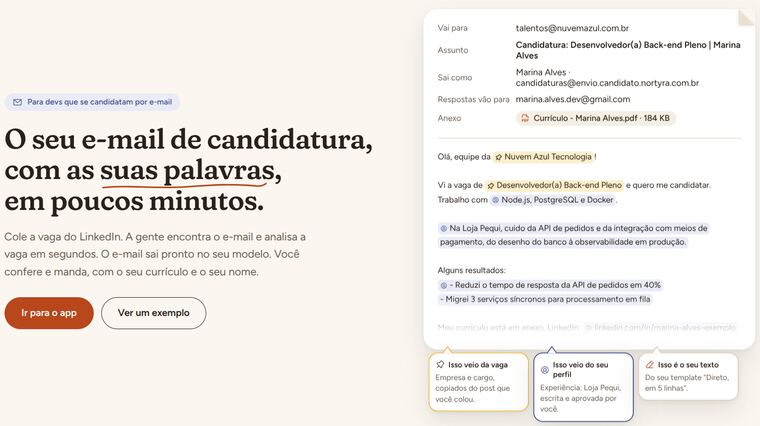 Para devs que se candidatam por e-mail
O seu e-mail de candidatura,
com as suas palavras,
em poucos minutos.
Cole a vaga do LinkedIn. A gente encontra o e-mail e analisa a
vaga em segundos. O e-mail sai pronto no seu modelo. Você
confere e manda, com o seu currículo e o seu nome.
Ir para o app
Ver um exemplo
Vai para talentos@nuvemazul.com.br
Assunto Candidatura: Desenvolvedor(a) Back-end Pleno | Marina
Alves
Sai como Marina Alves ·
candidaturas@envio.candidato.nortyra.com.br
Respostas vão para marina.alves.dev@gmail.com
Anexo Currículo - Marina Alves.pdf · 184 KB
Olá, equipe da Nuvem Azul Tecnologia !
Vi a vaga de Desenvolvedor(a) Back-end Pleno e quero me candidatar.
Trabalho com Node.js, PostgreSQL e Docker .
Na Loja Pequi, cuido da API de pedidos e da integração com meios de
pagamento, do desenho do banco à observabilidade em produção.
Alguns resultados:
- Reduzi o tempo de resposta da API de pedidos em 40%
- Migrei 3 serviços síncronos para processamento em fila
Meu currículo está em anexo. LinkedIn: linkedin.com/in/marina-alves-exemplo
Isso veio da vaga
Empresa e cargo,
copiados do post que
você colou.
Isso veio do seu
perfil
Experiência: Loja Pequi,
escrita e aprovada por
você.
Isso é o seu texto
Do seu template "Direto,
em 5 linhas".